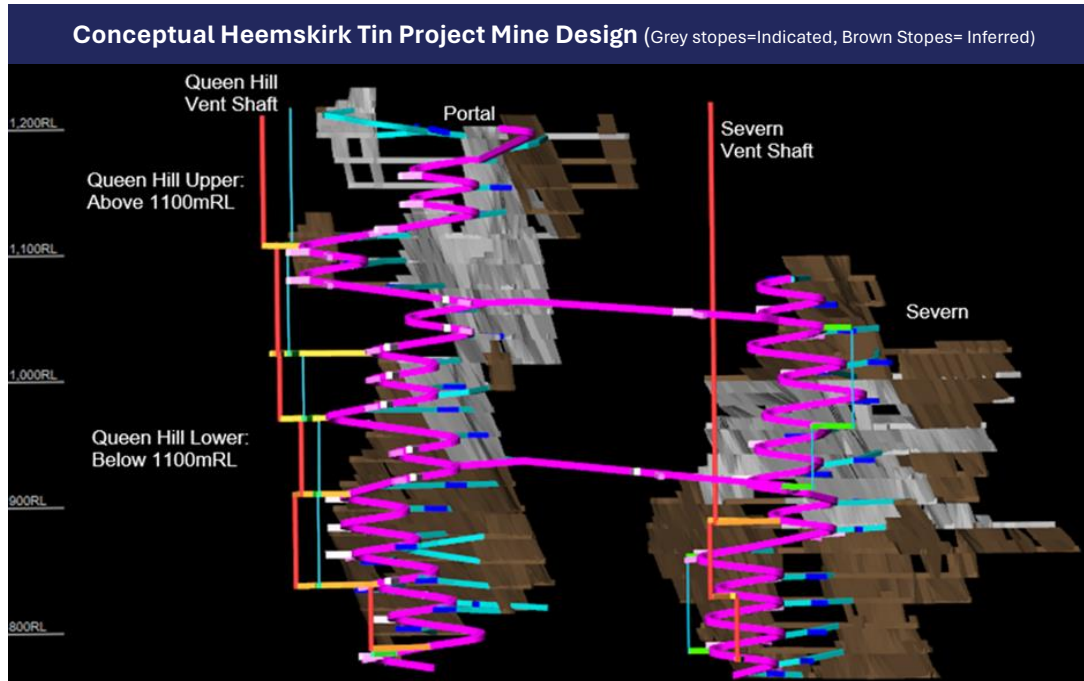 Conceptual Heemskirk Tin Project Mine Design (Grey stopes=Indicated, Brown Stopes= Inferred)
Queen Hill
Vent Shaft
Portal
1,200RL
Severn
Vent Shaft
Queen Hill Upper:
Above 1100mRL
1,100RL
Severn
1,000RL
Queen Hill Lower:
Below 1100mRL
900RL
800RL